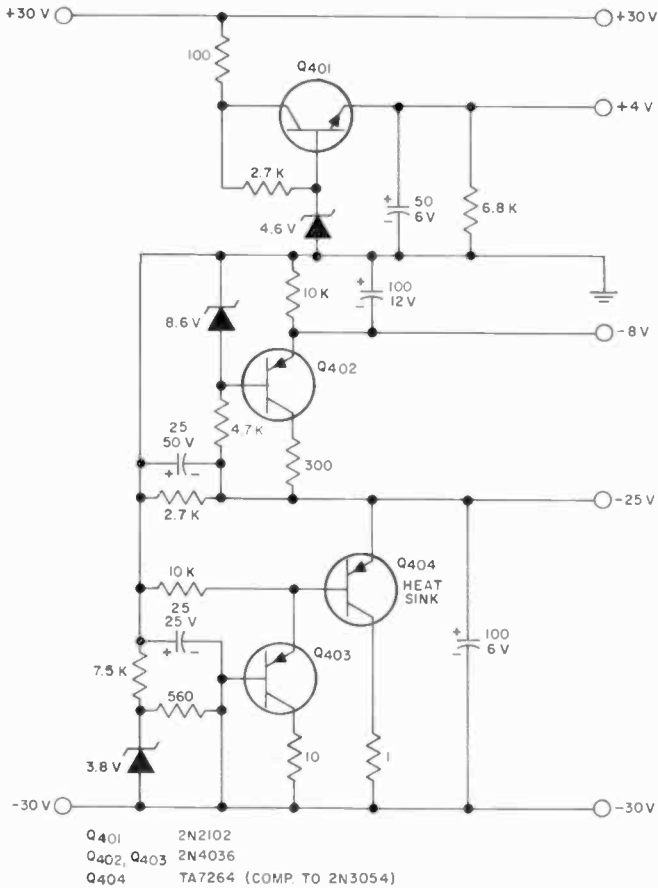 +30 V
+30 V
100
Q401
+4 V
2.7 K
4.6 V
50
6 V
6.8 K
10 K
100
12 V
8.6 V
-8 V
Q402
4.7K
25
50 V
300
2.7 K
-25 V
10 K
Q404
HEAT
SINK
25
25 V
Q403
100
6 V
7.5 K
560
10
1
3.8 V
-30 V
-30 V
Q401 2N2102
Q402, Q403 2N4036
Q404 TA7264 (COMP. TO 2N3054)